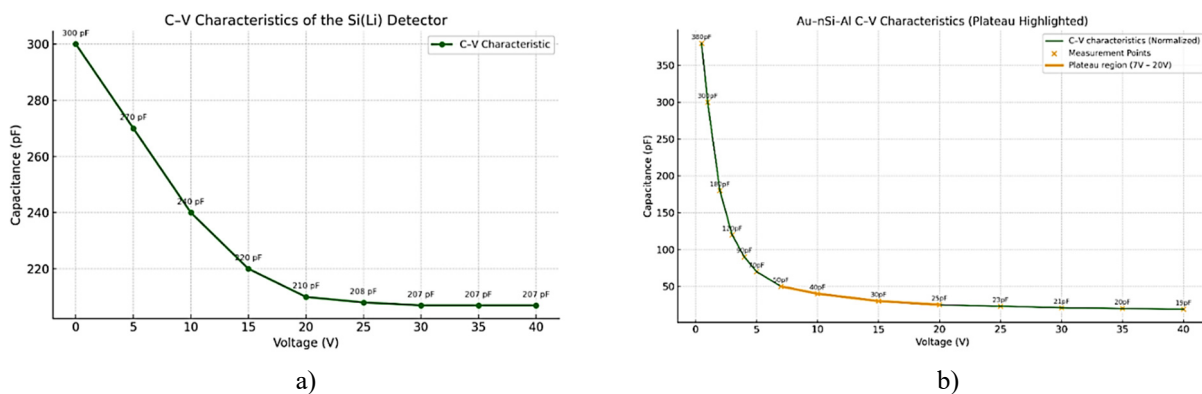 C–V Characteristics of the Si(Li) Detector
C–V Characteristic
300 pF
270 pF
240 pF
220 pF
210 pF
208 pF
207 pF
207 pF
207 pF
Capacitance (pF)
300
280
260
240
220
0 5 10 15 20 25 30 35 40
Voltage (V)
a)
Au–nSi–Al C–V Characteristics (Plateau Highlighted)
C–V characteristics (Normalized)
Measurement Points
Plateau region (7V – 20V)
380pF
300pF
180pF
120pF
90pF
70pF
50pF
40pF
30pF
25pF
23pF
21pF
20pF
19pF
Capacitance (pF)
350
300
250
200
150
100
50
0 5 10 15 20 25 30 35 40
Voltage (V)
b)